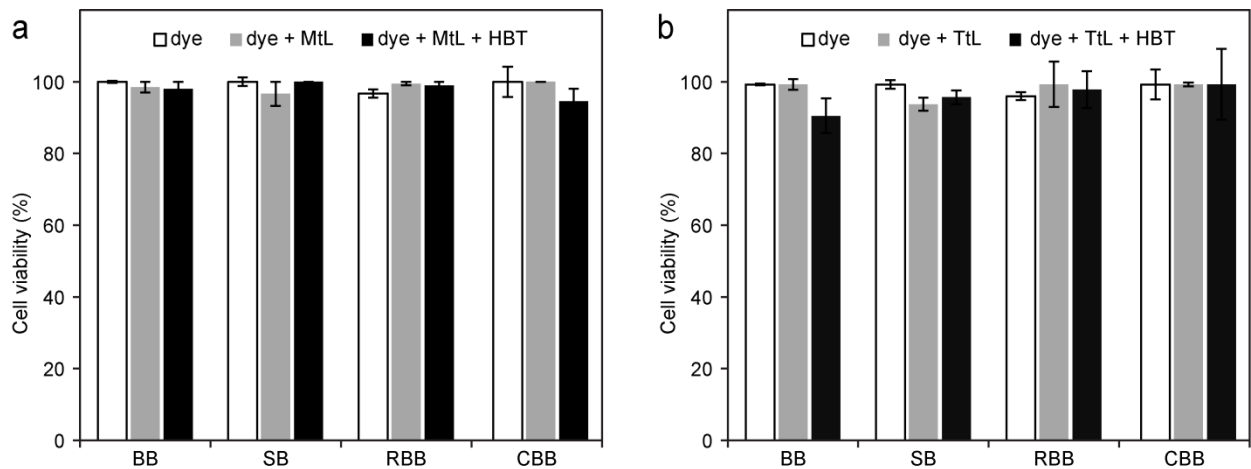 a
dye dye + MtL dye + MtL + HBT
Cell viability (%)
100
80
60
40
20
0
BB SB RBB CBB
b
dye dye + TtL dye + TtL + HBT
Cell viability (%)
100
80
60
40
20
0
BB SB RBB CBB